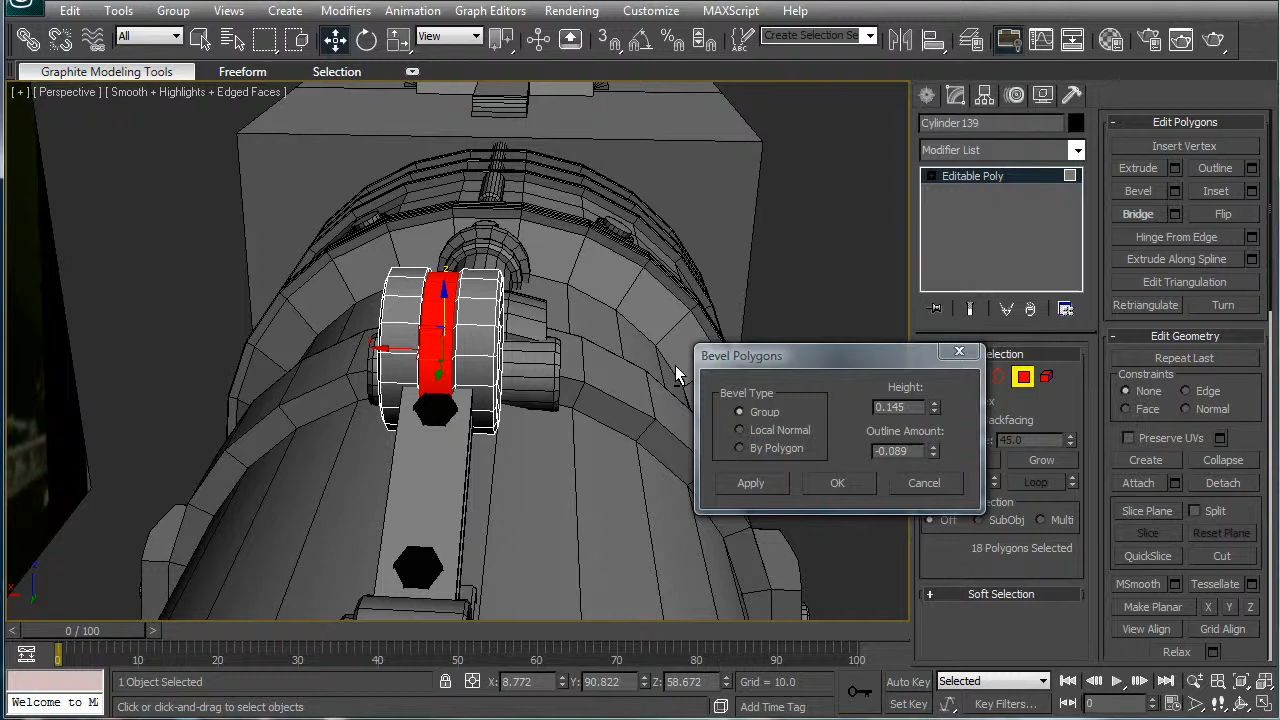 Edit Tools Group Views Create Modifiers Animation Graph Editors Rendering Customize MAXScript Help
All View 3 Create Selection Se
Graphite Modeling Tools Freeform Selection
[ + ] [ Perspective ] [ Smooth + Highlights + Edged Faces ]
z
x
Cylinder139
Modifier List
Editable Poly
Edit Polygons
Insert Vertex
Extrude Outline
Bevel Inset
Bridge Flip
Hinge From Edge
Extrude Along Spline
Edit Triangulation
Retriangulate Turn
Edit Geometry
Repeat Last
Constraints
None Edge
Face Normal
Preserve UVs
Create Collapse
Attach Detach
Slice Plane Split
Slice Reset Plane
QuickSlice Cut
MSmooth Tessellate
Make Planar X Y Z
View Align Grid Align
Relax
Bevel Polygons
Bevel Type
Group
Local Normal
By Polygon
Height:
0.145
Outline Amount:
-0.089
Apply OK Cancel
election
ex
ackfacing
45.0
Grow
Loop
Off SubObj Multi
18 Polygons Selected
Soft Selection
< 0 / 100 >
0 10 20 30 40 50 60 70 80 90 100
Welcome to M
1 Object Selected
X: 8.772 Y: 90.822 Z: 58.672 Grid = 10.0
Click or click-and-drag to select objects
Add Time Tag
Auto Key Selected
Set Key Key Filters... 0